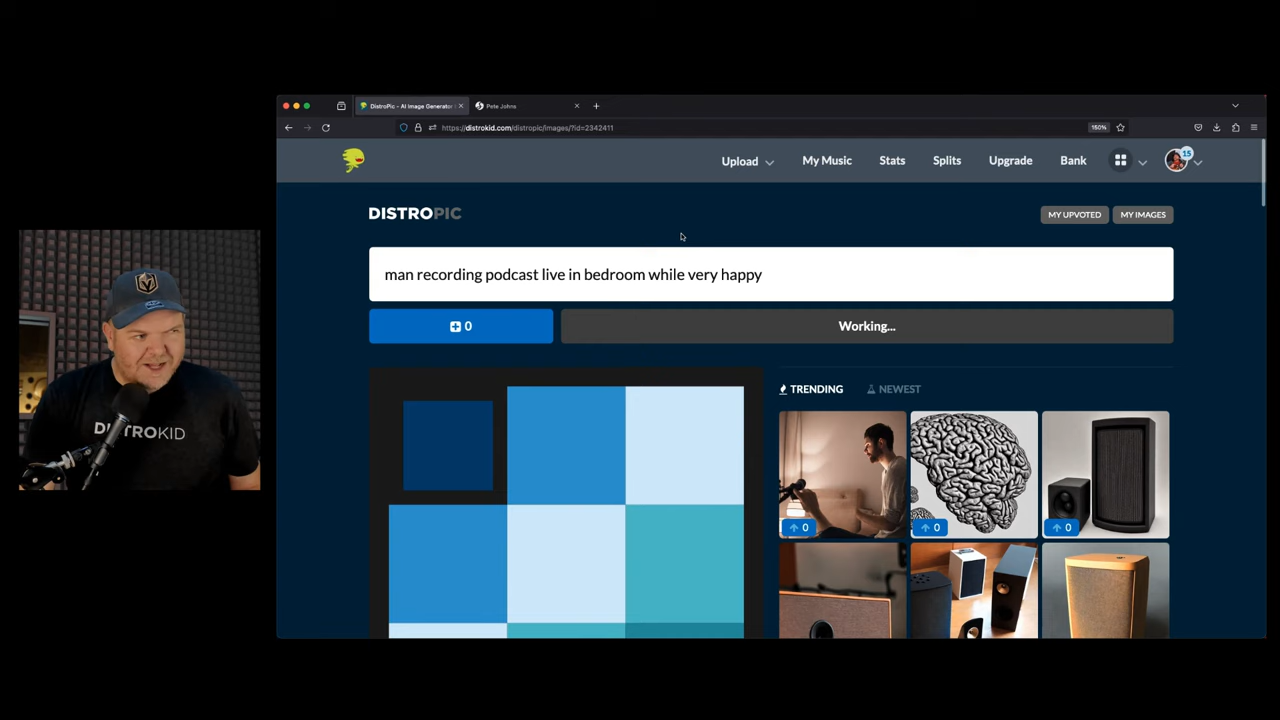 DistroPic - AI Image Generator
Pete Johns
https://distrokid.com/distropic/images/?id=2342411
150%
Upload
My Music
Stats
Splits
Upgrade
Bank
15
DISTROPIC
MY UPVOTED
MY IMAGES
man recording podcast live in bedroom while very happy
0
Working...
TRENDING
NEWEST
0
0
0
DISTROKID